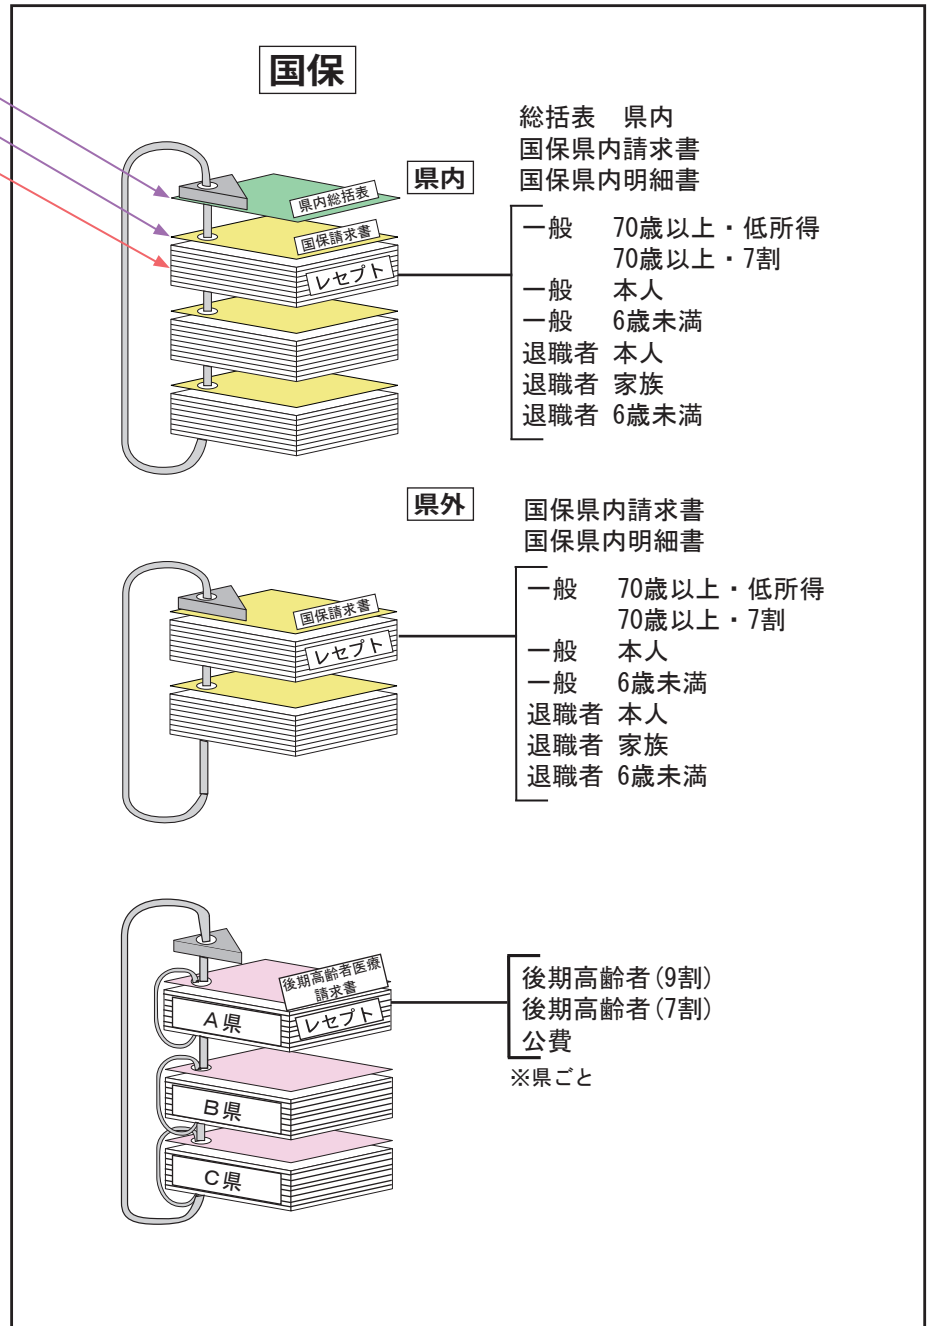 国保
県内
総括表 県内
国保県内請求書
国保県内明細書
県内総括表
国保請求書
レセプト
一般 70歳以上・低所得
70歳以上・7割
一般 本人
一般 6歳未満
退職者 本人
退職者 家族
退職者 6歳未満
県外
国保県内請求書
国保県内明細書
国保請求書
レセプト
一般 70歳以上・低所得
70歳以上・7割
一般 本人
一般 6歳未満
退職者 本人
退職者 家族
退職者 6歳未満
後期高齢者医療
請求書
レセプト
A県
B県
C県
後期高齢者(9割)
後期高齢者(7割)
公費
※県ごと